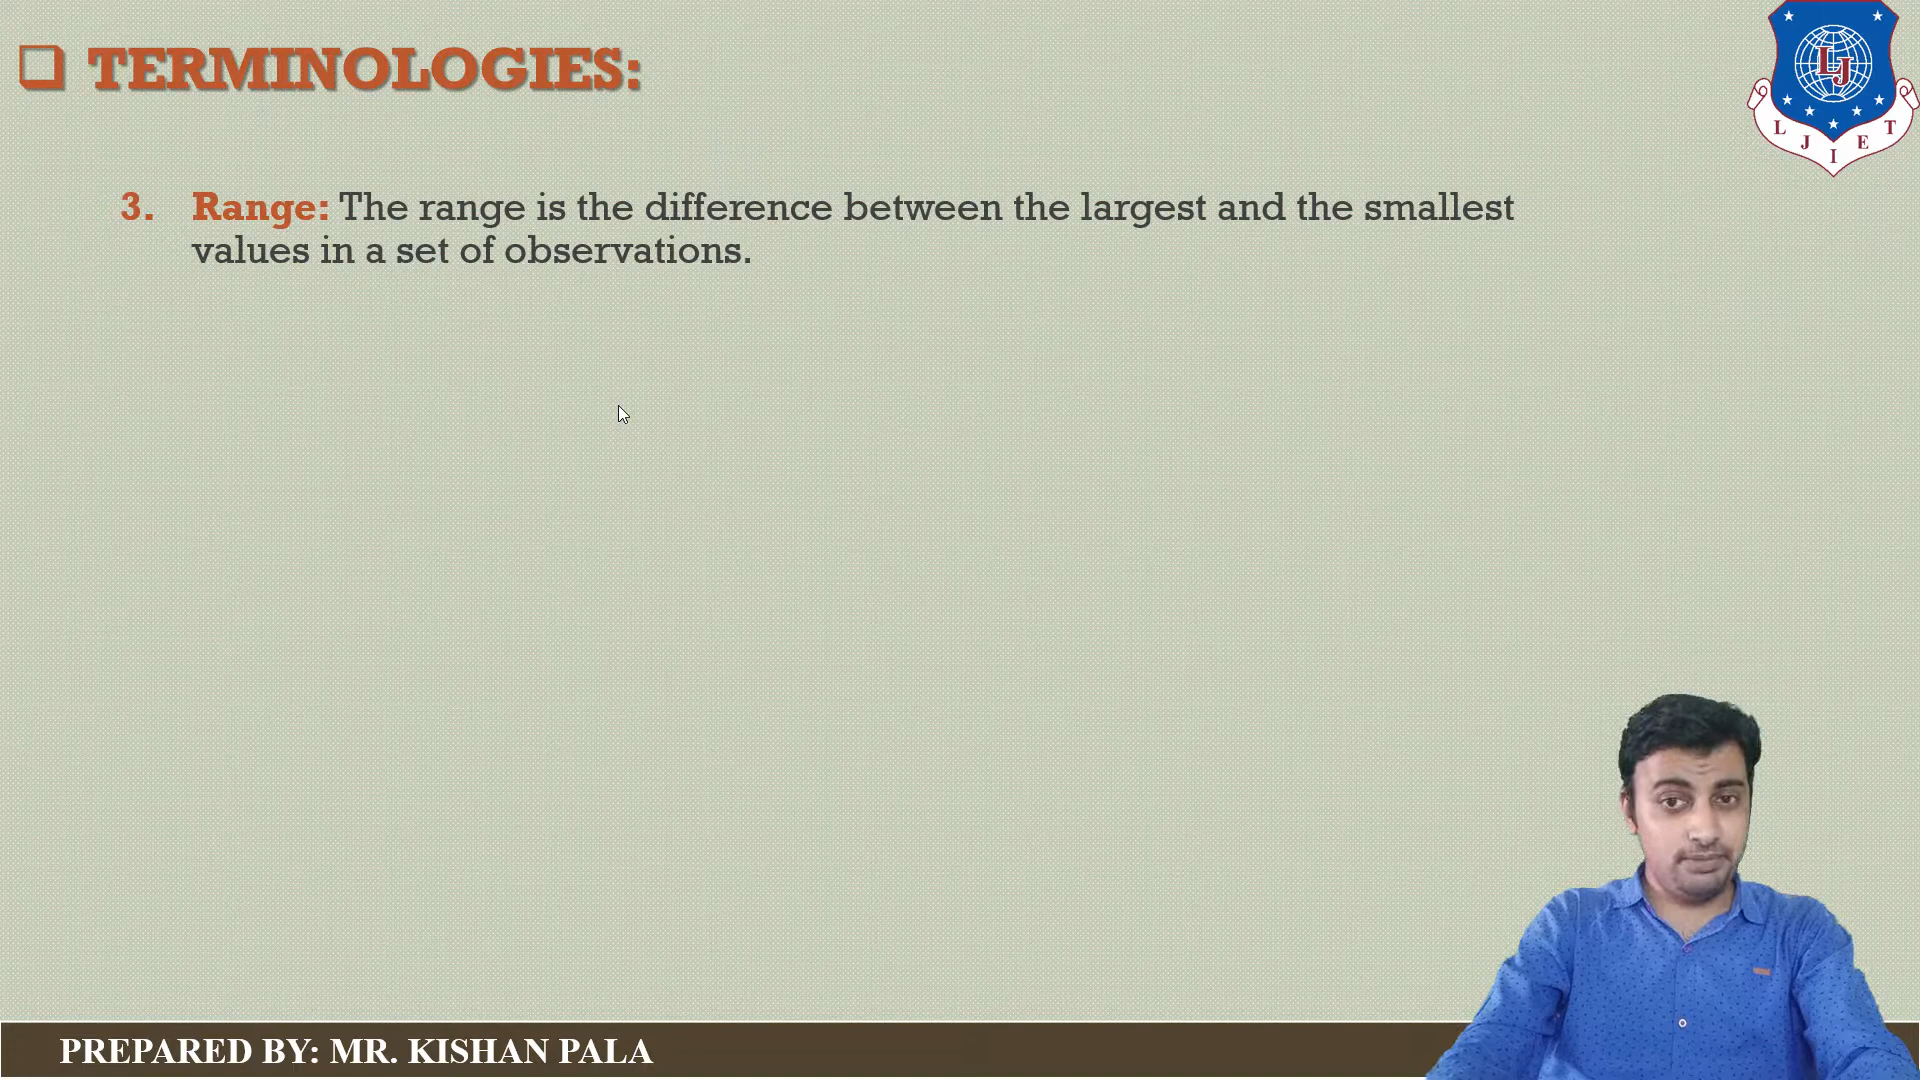 TERMINOLOGIES:
LJ
L J I E T
3. Range: The range is the difference between the largest and the smallest
values in a set of observations.
PREPARED BY: MR. KISHAN PALA